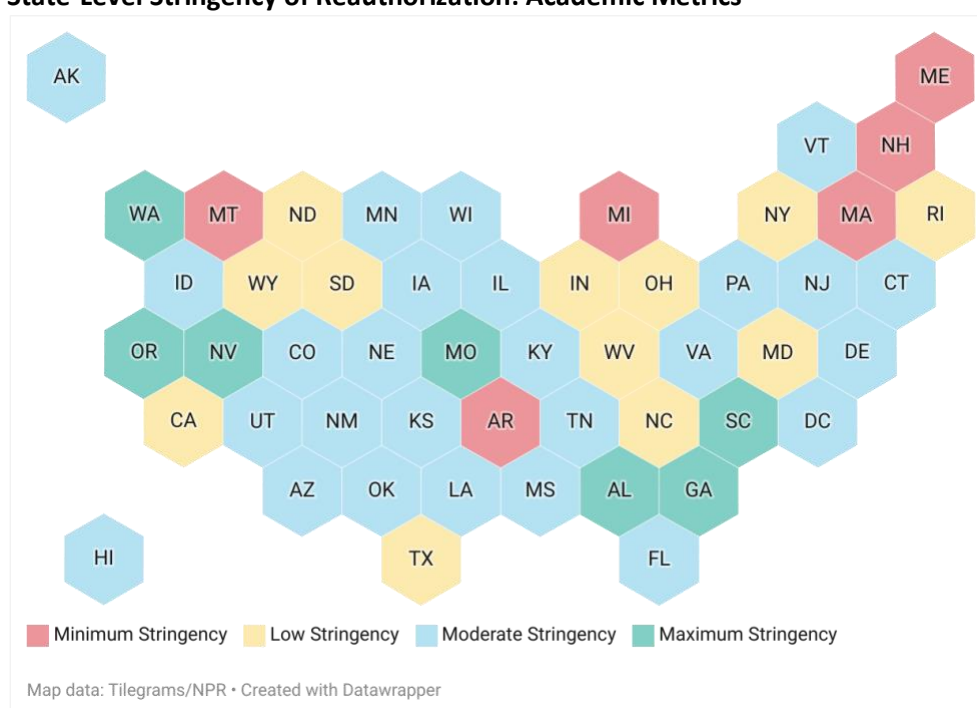 State-Level Stringency of Reauthorization: Academic Metrics
AK
ME
VT NH
WA MT ND MN WI MI NY MA RI
ID WY SD IA IL IN OH PA NJ CT
OR NV CO NE MO KY WV VA MD DE
CA UT NM KS AR TN NC SC DC
AZ OK LA MS AL GA
HI TX FL
Minimum Stringency Low Stringency Moderate Stringency Maximum Stringency
Map data: Tilegrams/NPR • Created with Datawrapper